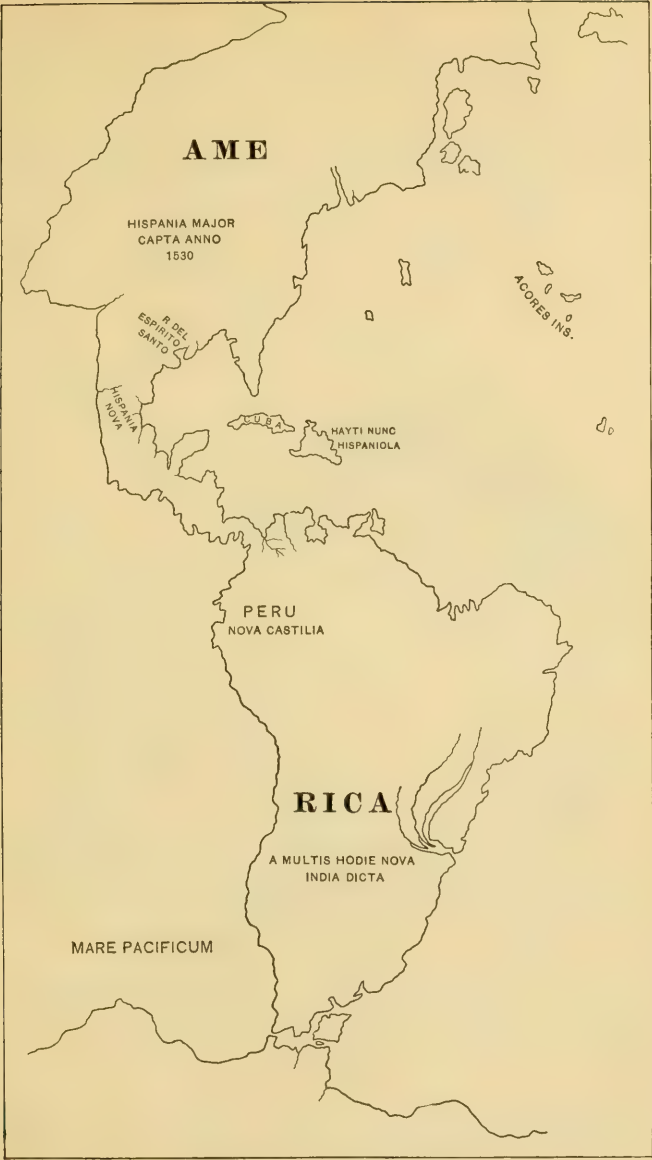 AME
HISPANIA MAJOR
CAPTA ANNO
1530
R DEL
ESPIRITO
SANTO
ACORES INS.
HISPANIA
NOVA
CUBA
HAYTI NUNC
HISPANIOLA
PERU
NOVA CASTILIA
RICA
A MULTIS HODIE NOVA
INDIA DICTA
MARE PACIFICUM